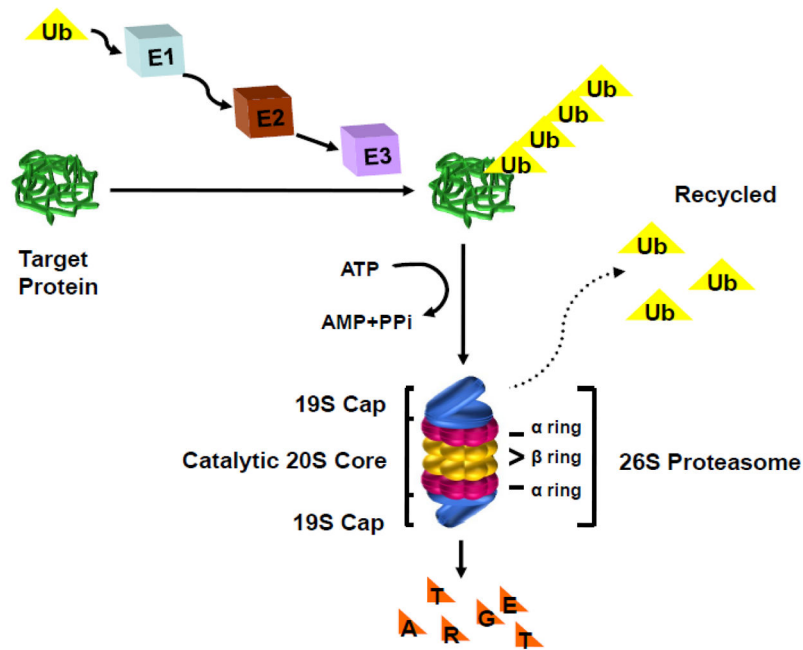 Ub
E1
E2
E3
Ub
Ub
Ub
Ub
Target
Protein
Recycled
Ub
Ub
Ub
ATP
AMP+PPi
19S Cap
Catalytic 20S Core
19S Cap
α ring
> β ring
α ring
26S Proteasome
T
E
G
A
R
T